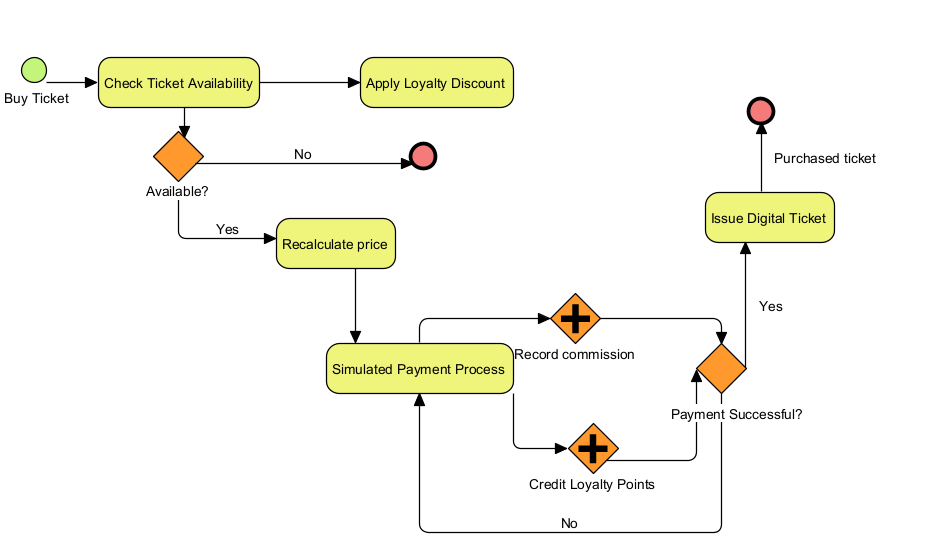 Buy Ticket
Check Ticket Availability
Apply Loyalty Discount
Available?
No
Yes
Recalculate price
Simulated Payment Process
Record commission
Credit Loyalty Points
Payment Successful?
No
Yes
Issue Digital Ticket
Purchased ticket